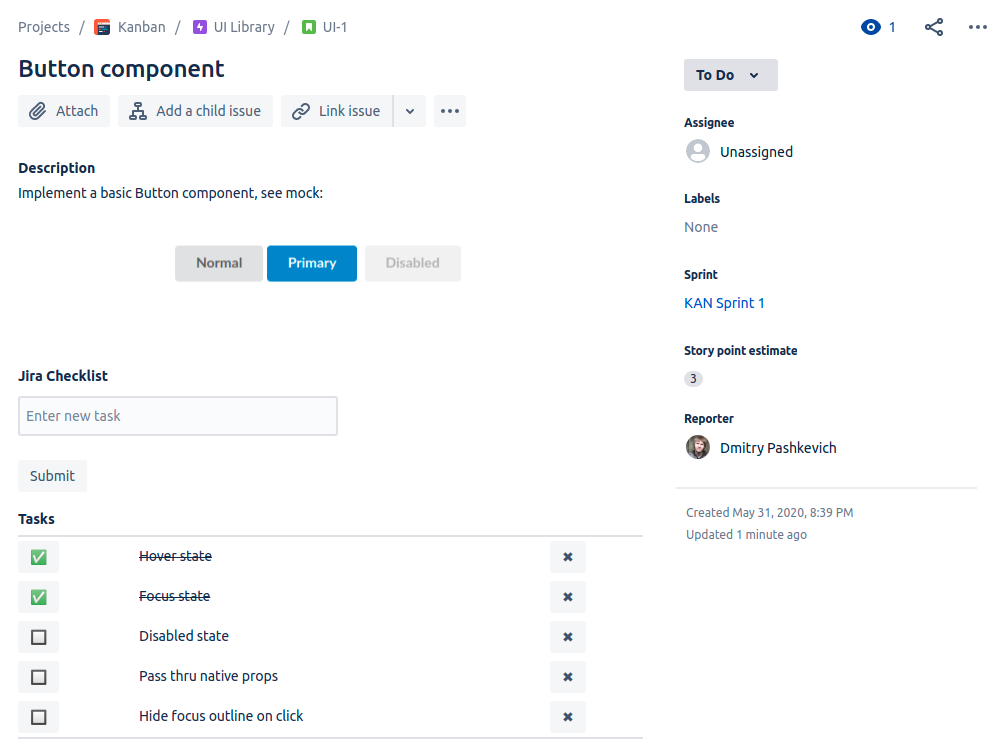 Projects / Kanban / UI Library / UI-1
1
Button component
Attach
Add a child issue
Link issue
Description
Implement a basic Button component, see mock:
Normal
Primary
Disabled
Jira Checklist
Enter new task
Submit
Tasks
Hover state
Focus state
Disabled state
Pass thru native props
Hide focus outline on click
To Do
Assignee
Unassigned
Labels
None
Sprint
KAN Sprint 1
Story point estimate
3
Reporter
Dmitry Pashkevich
Created May 31, 2020, 8:39 PM
Updated 1 minute ago